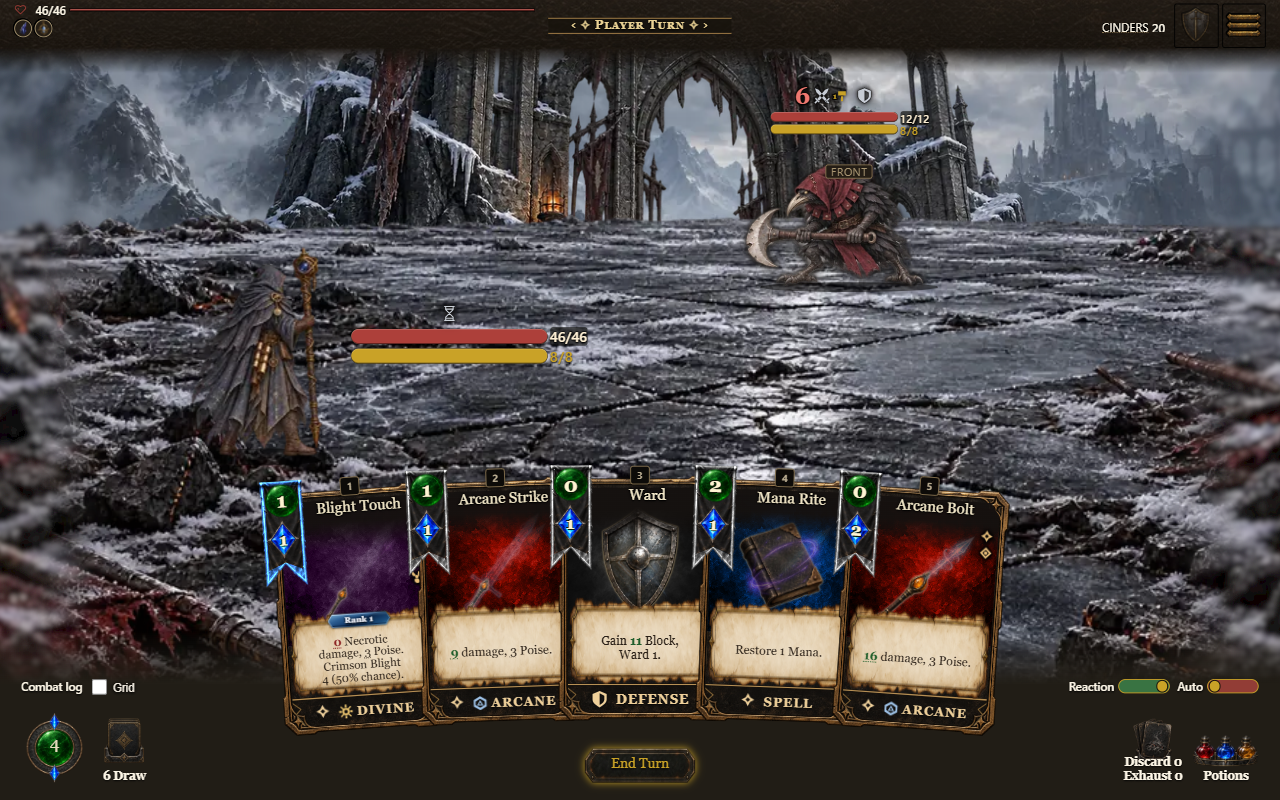 46/46
‹ ✧ Player Turn ✧ ›
CINDERS 20
6
12/12
8/8
FRONT
46/46
8/8
1
1
1
Blight Touch
Rank 1
0 Necrotic
damage, 3 Poise.
Crimson Blight
4 (50% chance).
DIVINE
1
1
2
Arcane Strike
9 damage, 3 Poise.
ARCANE
0
1
3
Ward
Gain 11 Block,
Ward 1.
DEFENSE
2
1
4
Mana Rite
Restore 1 Mana.
SPELL
0
2
5
Arcane Bolt
16 damage, 3 Poise.
ARCANE
Combat log
Grid
Reaction
Auto
4
6 Draw
End Turn
Discard 0
Exhaust 0
Potions